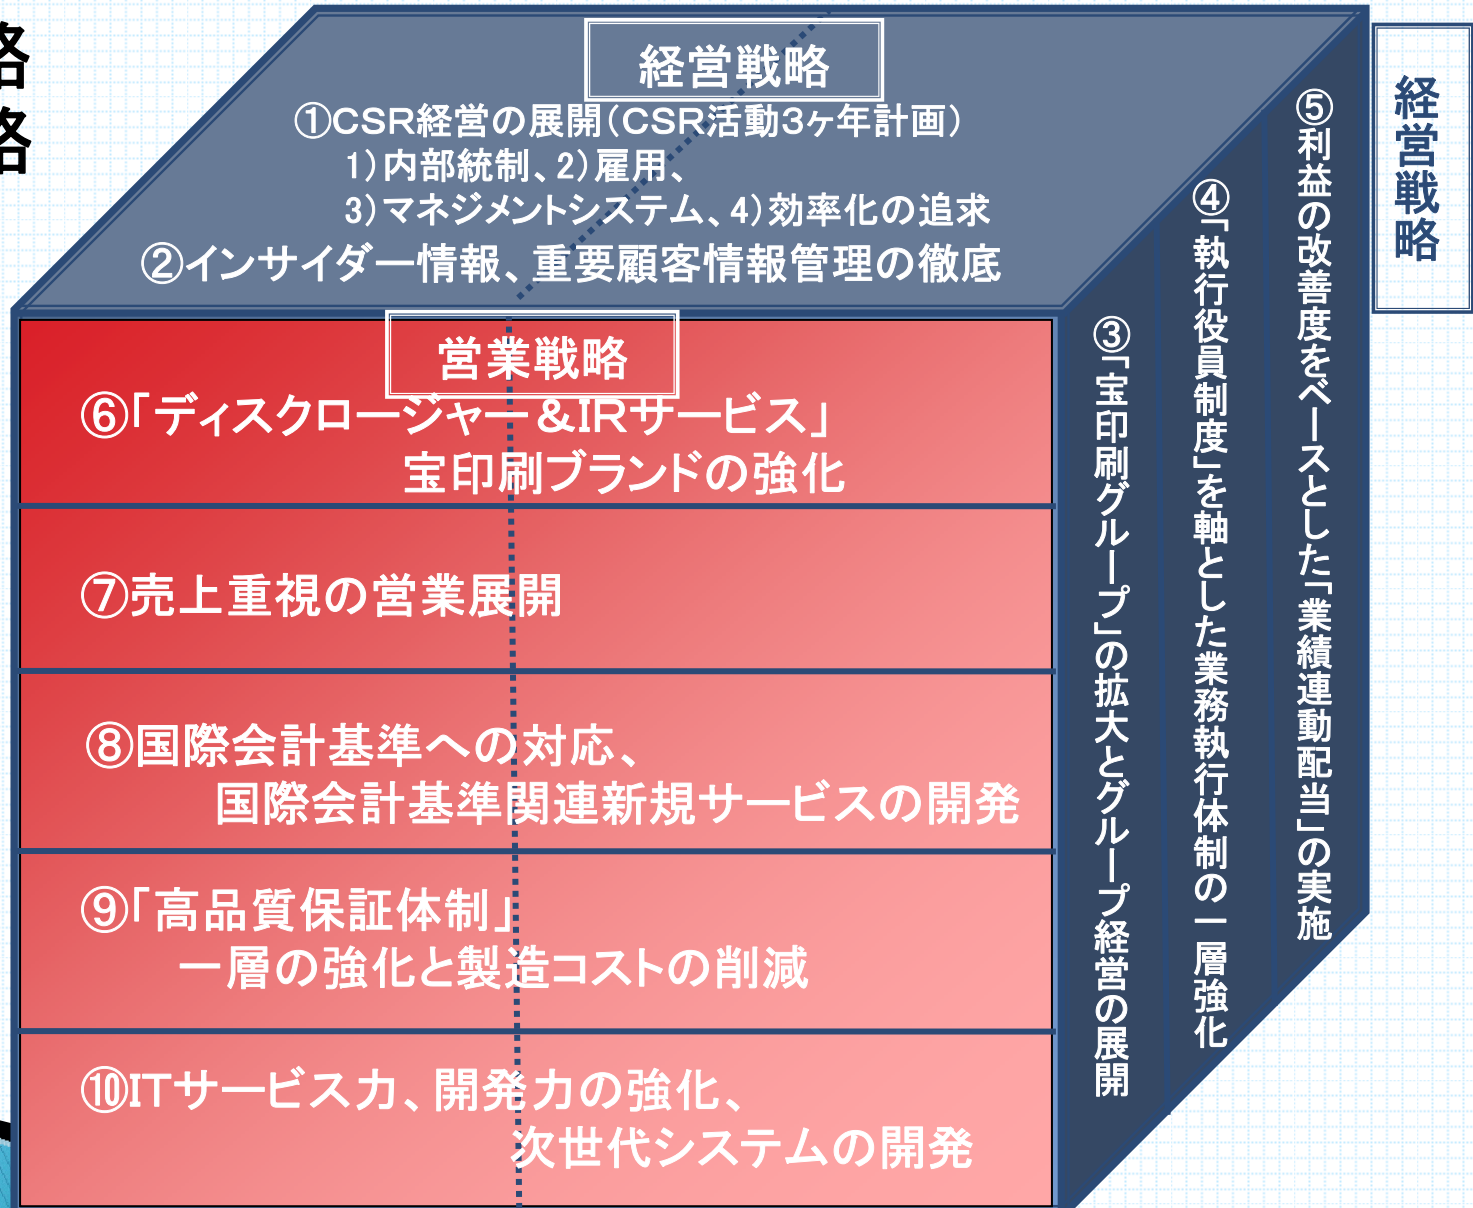 略
略
経営戦略
①CSR経営の展開(CSR活動3ヶ年計画)
1)内部統制、2)雇用、
3)マネジメントシステム、4)効率化の追求
②インサイダー情報、重要顧客情報管理の徹底
営業戦略
⑥「ディスクロージャー&IRサービス」
宝印刷ブランドの強化
⑦売上重視の営業展開
⑧国際会計基準への対応、
国際会計基準関連新規サービスの開発
⑨「高品質保証体制」
一層の強化と製造コストの削減
⑩ITサービス力、開発力の強化、
次世代システムの開発
③「宝印刷グループ」の拡大とグループ経営の展開
④「執行役員制度」を軸とした業務執行体制の一層強化
⑤利益の改善度をベースとした「業績連動配当」の実施
経営戦略